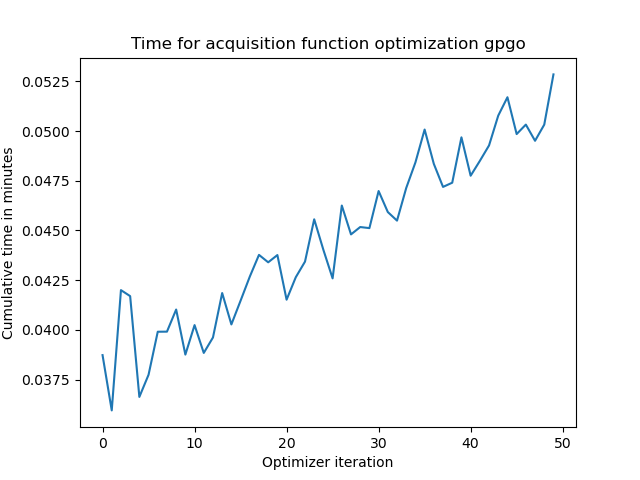 Time for acquisition function optimization gpgo
Cumulative time in minutes
0.0525
0.0500
0.0475
0.0450
0.0425
0.0400
0.0375
0 10 20 30 40 50
Optimizer iteration